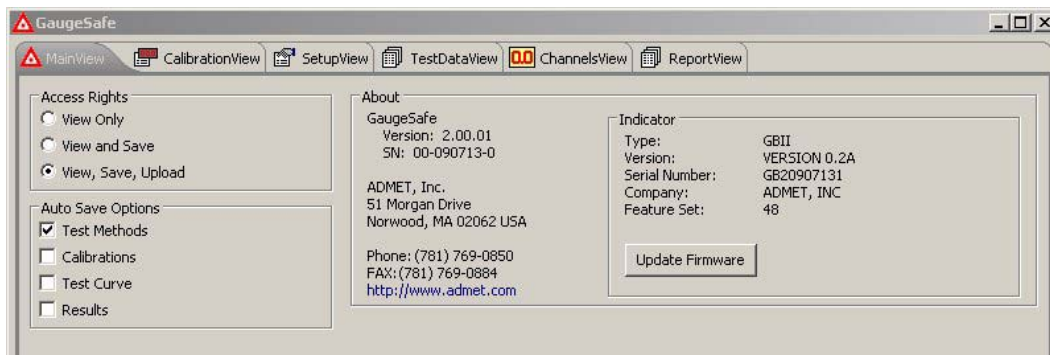 GaugeSafe
MainView CalibrationView SetupView TestDataView 0.0 ChannelsView ReportView
Access Rights
View Only
View and Save
View, Save, Upload
Auto Save Options
Test Methods
Calibrations
Test Curve
Results
About
GaugeSafe
Version: 2.00.01
SN: 00-090713-0
ADMET, Inc.
51 Morgan Drive
Norwood, MA 02062 USA
Phone: (781) 769-0850
FAX:(781) 769-0884
http://www.admet.com
Indicator
Type: GBII
Version: VERSION 0.2A
Serial Number: GB20907131
Company: ADMET, INC
Feature Set: 48
Update Firmware